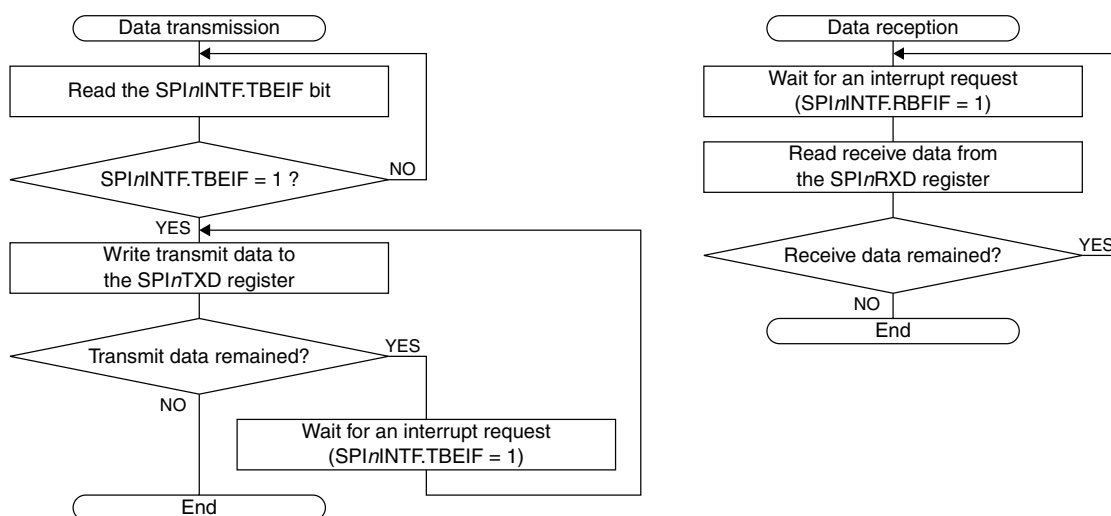 Data transmission
Read the SPInINTF.TBEIF bit
SPInINTF.TBEIF = 1 ?
NO
YES
Write transmit data to
the SPInTXD register
Transmit data remained?
YES
NO
Wait for an interrupt request
(SPInINTF.TBEIF = 1)
End
Data reception
Wait for an interrupt request
(SPInINTF.RBFIF = 1)
Read receive data from
the SPInRXD register
Receive data remained?
YES
NO
End